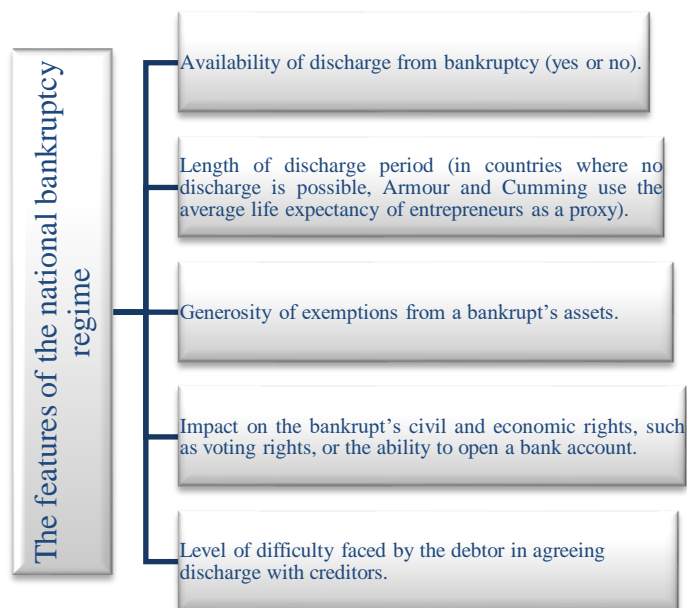 The features of the national bankruptcy
regime
Availability of discharge from bankruptcy (yes or no).
Length of discharge period (in countries where no
discharge is possible, Armour and Cumming use the
average life expectancy of entrepreneurs as a proxy).
Generosity of exemptions from a bankrupt’s assets.
Impact on the bankrupt’s civil and economic rights, such
as voting rights, or the ability to open a bank account.
Level of difficulty faced by the debtor in agreeing
discharge with creditors.